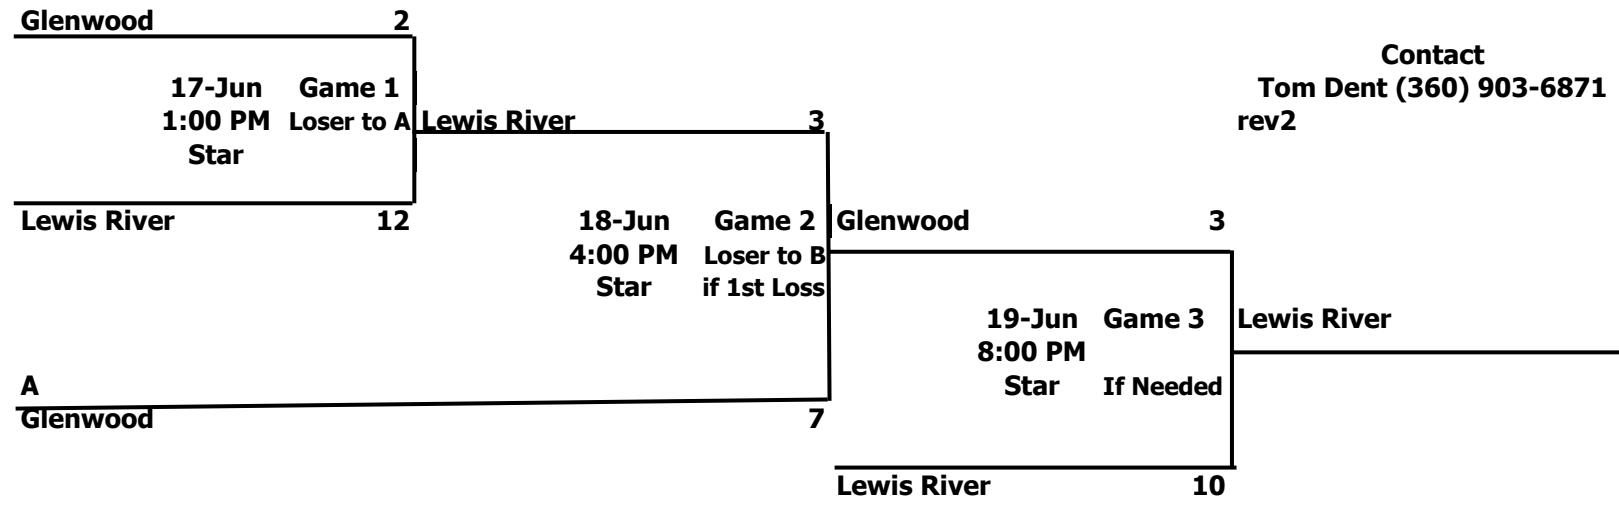 Glenwood 2
Contact
17-Jun Game 1
Tom Dent (360) 903-6871
1:00 PM Loser to A Lewis River 3
rev2
Star
Lewis River 12
18-Jun Game 2 Glenwood 3
4:00 PM Loser to B
Star if 1st Loss
19-Jun Game 3 Lewis River
8:00 PM
A
Star If Needed
Glenwood 7
Lewis River 10